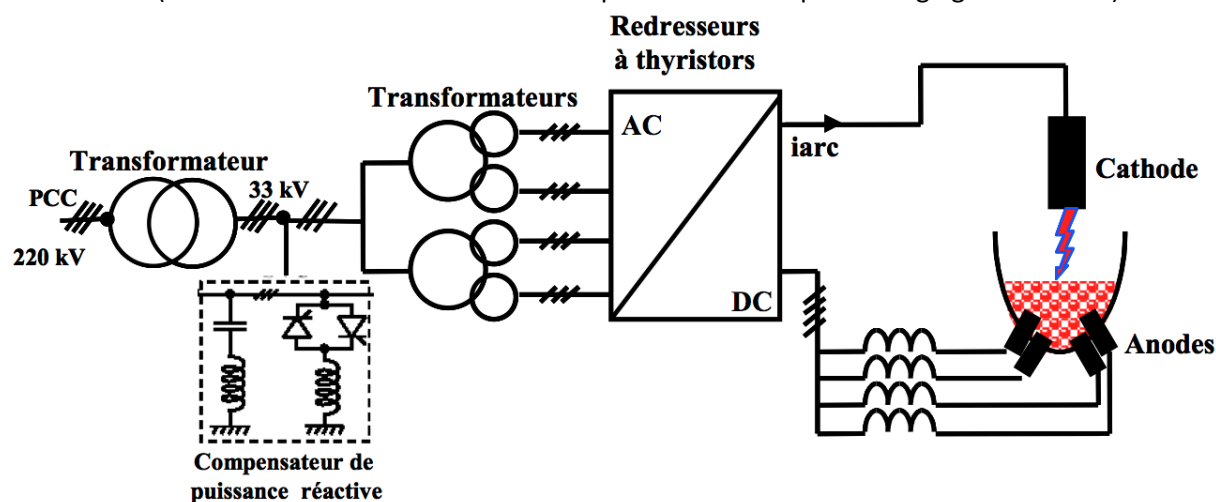 Redresseurs
à thyristors
Transformateurs
AC
iarc
Cathode
Transformateur
PCC
33 kV
220 kV
DC
Anodes
Compensateur de
puissance réactive